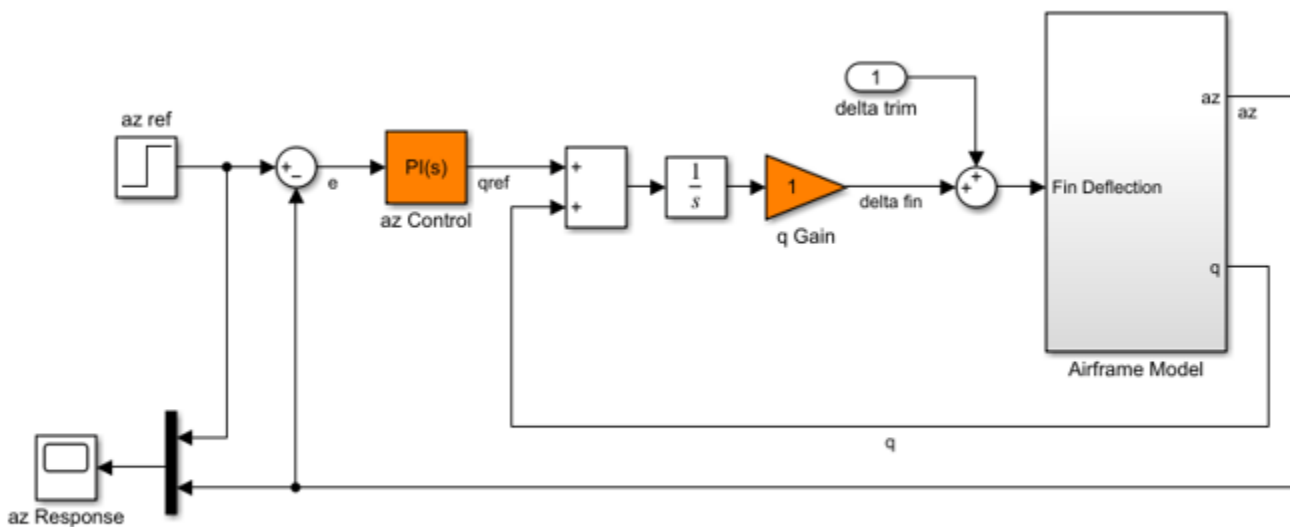 az ref
+
−
e
PI(s)
az Control
qref
+
+
1
s
1
q Gain
delta fin
1
delta trim
+
+
Fin Deflection
az
q
Airframe Model
az
q
az Response